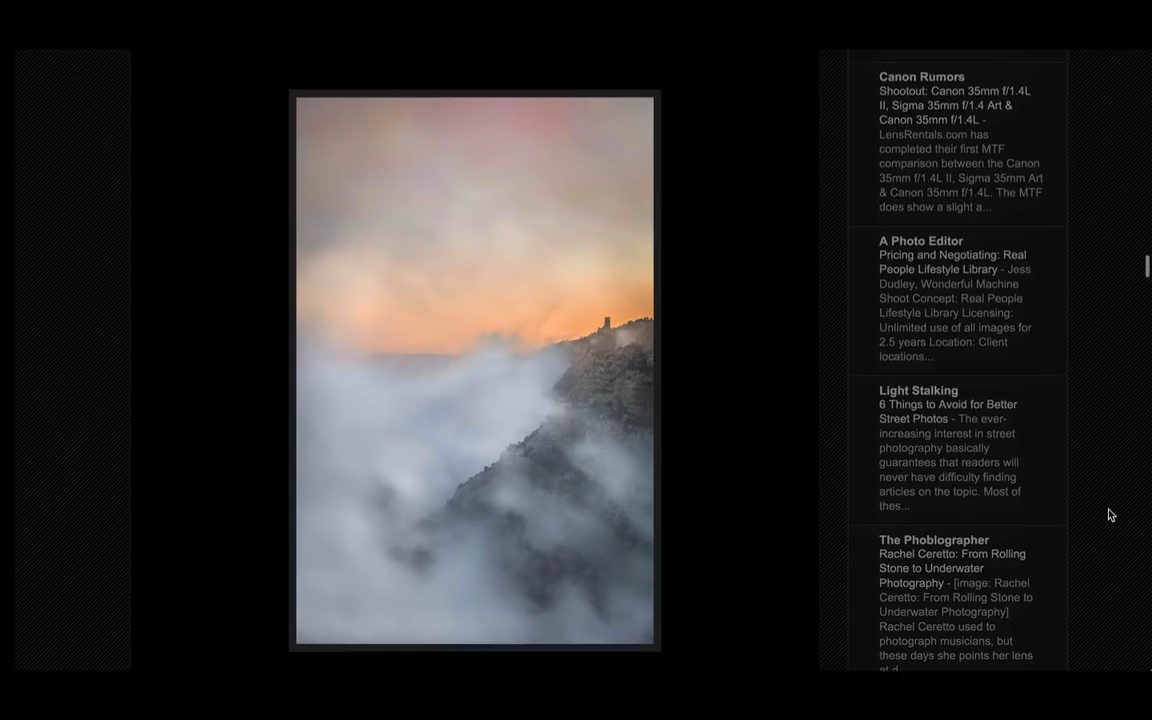 Canon Rumors
Shootout: Canon 35mm f/1.4L
II, Sigma 35mm f/1.4 Art &
Canon 35mm f/1.4L -
LensRentals.com has
completed their first MTF
comparison between the Canon
35mm f/1.4L II, Sigma 35mm Art
& Canon 35mm f/1.4L. The MTF
does show a slight a...
A Photo Editor
Pricing and Negotiating: Real
People Lifestyle Library - Jess
Dudley, Wonderful Machine
Shoot Concept: Real People
Lifestyle Library Licensing:
Unlimited use of all images for
2.5 years Location: Client
locations...
Light Stalking
6 Things to Avoid for Better
Street Photos - The ever-
increasing interest in street
photography basically
guarantees that readers will
never have difficulty finding
articles on the topic. Most of
thes...
The Phoblographer
Rachel Ceretto: From Rolling
Stone to Underwater
Photography - [image: Rachel
Ceretto: From Rolling Stone to
Underwater Photography]
Rachel Ceretto used to
photograph musicians, but
these days she points her lens